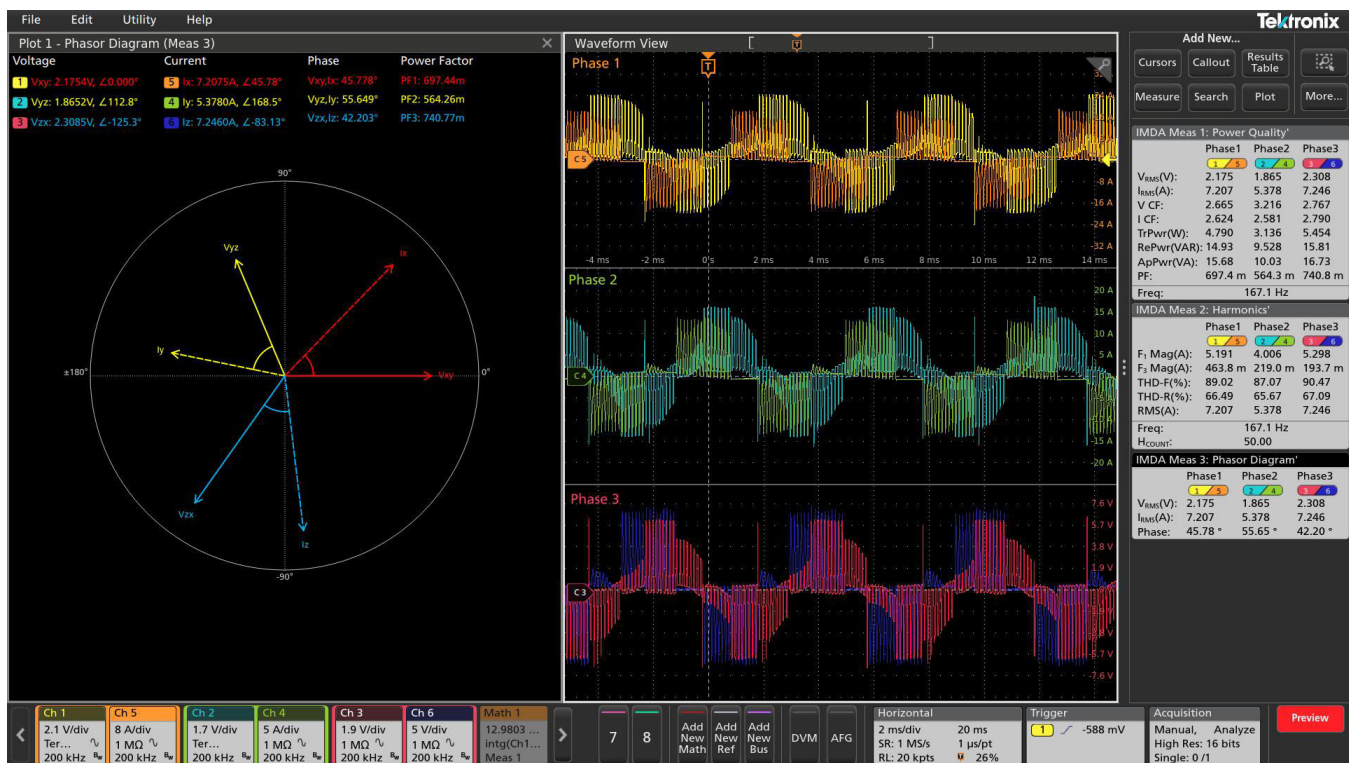 File Edit Utility Help
Tektronix
Plot 1 - Phasor Diagram (Meas 3)
Voltage Current Phase Power Factor
1 Vxy: 2.1754V, ∠0.000° 5 Ix: 7.2075A, ∠45.78° Vxy,Ix: 45.778° PF1: 697.44m
2 Vyz: 1.8652V, ∠112.8° 4 Iy: 5.3780A, ∠168.5° Vyz,Iy: 55.649° PF2: 564.26m
3 Vzx: 2.3085V, ∠-125.3° 6 Iz: 7.2460A, ∠-83.13° Vzx,Iz: 42.203° PF3: 740.77m
90°
Vyz
Ix
Iy
±180°
Vxy
0°
Vzx
Iz
-90°
Waveform View
T
Phase 1
T
C 5
-8 A
-16 A
-24 A
-32 A
-4 ms -2 ms 0 s 2 ms 4 ms 6 ms 8 ms 10 ms 12 ms 14 ms
Phase 2
20 A
15 A
10 A
5 A
C 4
-15 A
-20 A
Phase 3
7.6 V
5.7 V
3.8 V
1.9 V
C 3
-5.7 V
-7.6 V
Add New...
Cursors Callout Results Table
Measure Search Plot More...
IMDA Meas 1: Power Quality'
Phase1 Phase2 Phase3
1 5 2 4 3 6
VRMS(V): 2.175 1.865 2.308
IRMS(A): 7.207 5.378 7.246
V CF: 2.665 3.216 2.767
I CF: 2.624 2.581 2.790
TrPwr(W): 4.790 3.136 5.454
RePwr(VAR): 14.93 9.528 15.81
ApPwr(VA): 15.68 10.03 16.73
PF: 697.4 m 564.3 m 740.8 m
Freq: 167.1 Hz
IMDA Meas 2: Harmonics'
Phase1 Phase2 Phase3
1 5 2 4 3 6
F1 Mag(A): 5.191 4.006 5.298
F3 Mag(A): 463.8 m 219.0 m 193.7 m
THD-F(%): 89.02 87.07 90.47
THD-R(%): 66.49 65.67 67.09
RMS(A): 7.207 5.378 7.246
Freq: 167.1 Hz
HCOUNT: 50.00
IMDA Meas 3: Phasor Diagram'
Phase1 Phase2 Phase3
1 5 2 4 3 6
VRMS(V): 2.175 1.865 2.308
IRMS(A): 7.207 5.378 7.246
Phase: 45.78 ° 55.65 ° 42.20 °
Ch 1 Ch 5 Ch 2 Ch 4 Ch 3 Ch 6 Math 1
2.1 V/div 8 A/div 1.7 V/div 5 A/div 1.9 V/div 5 V/div 12.9803 ...
Ter... 1 MΩ Ter... 1 MΩ 1 MΩ 1 MΩ intg(Ch1...
200 kHz Bw 200 kHz Bw 200 kHz Bw 200 kHz Bw 200 kHz Bw 200 kHz Bw Meas 1
7 8
Add New Math
Add New Ref
Add New Bus
DVM AFG
Horizontal
2 ms/div 20 ms
SR: 1 MS/s 1 µs/pt
RL: 20 kpts 26%
Trigger
1 -588 mV
Acquisition
Manual, Analyze
High Res: 16 bits
Single: 0/1
Preview